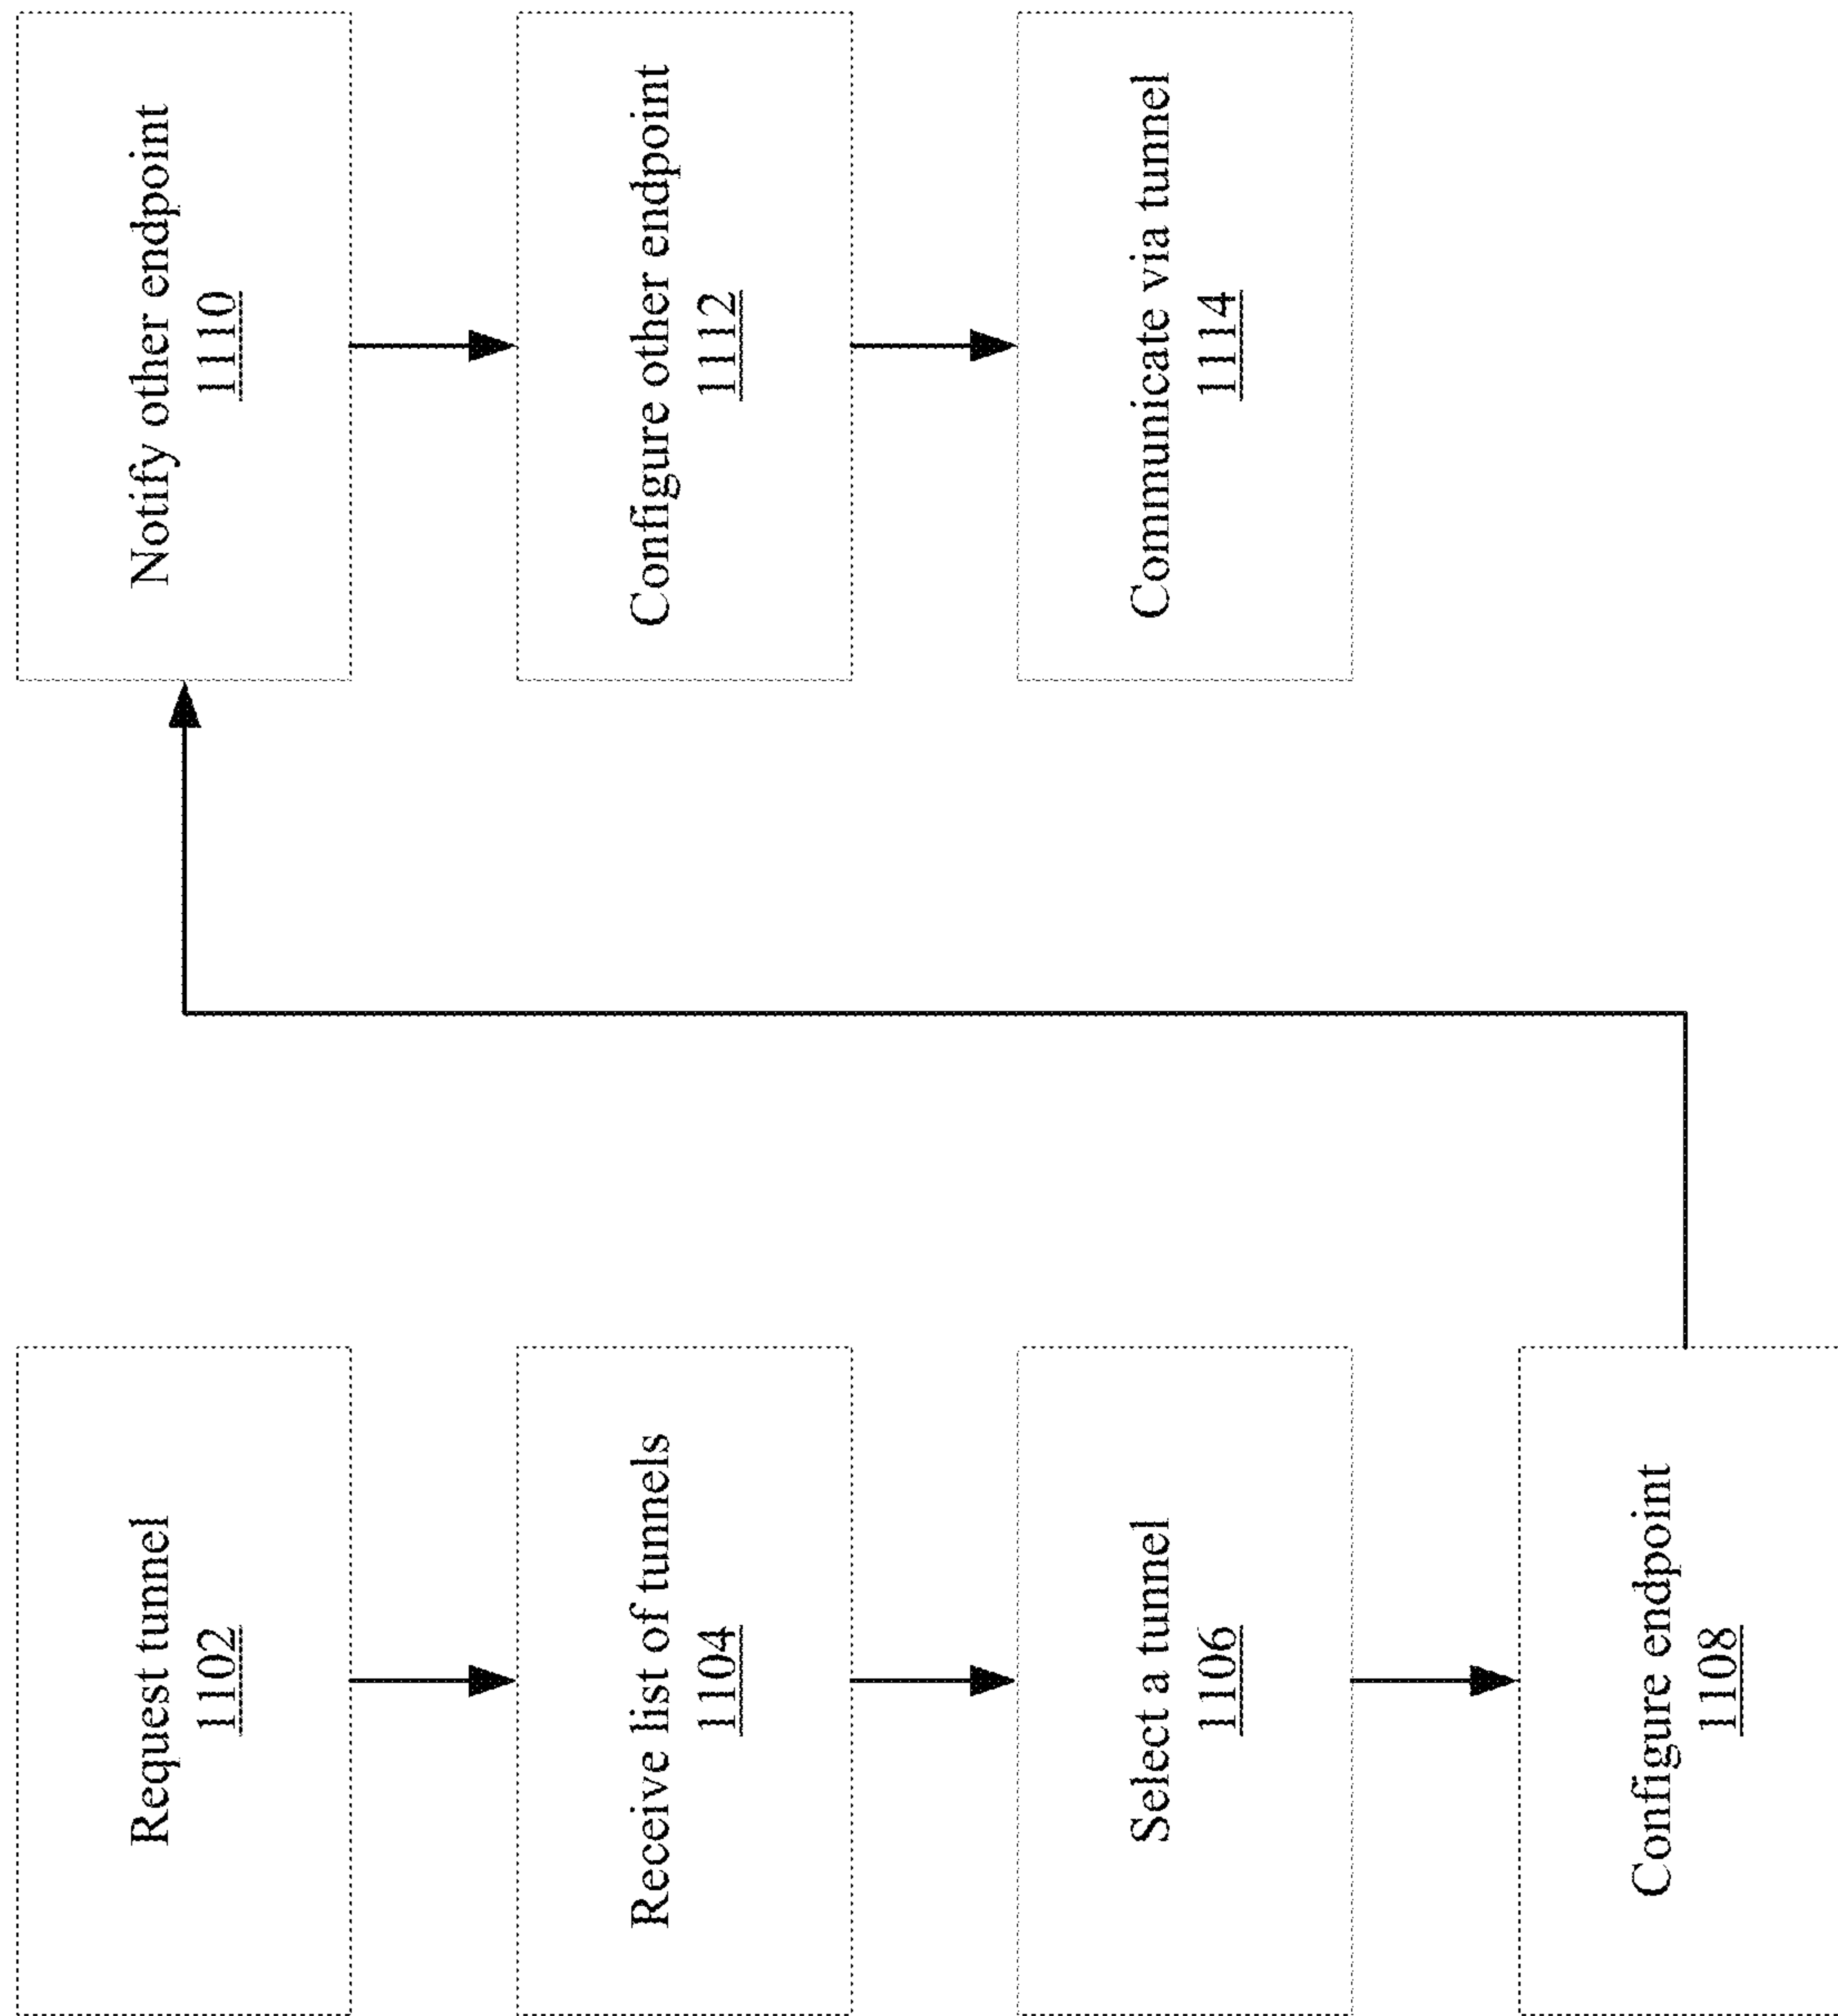 Request tunnel
1102
Receive list of tunnels
1104
Select a tunnel
1106
Configure endpoint
1108
Notify other endpoint
1110
Configure other endpoint
1112
Communicate via tunnel
1114